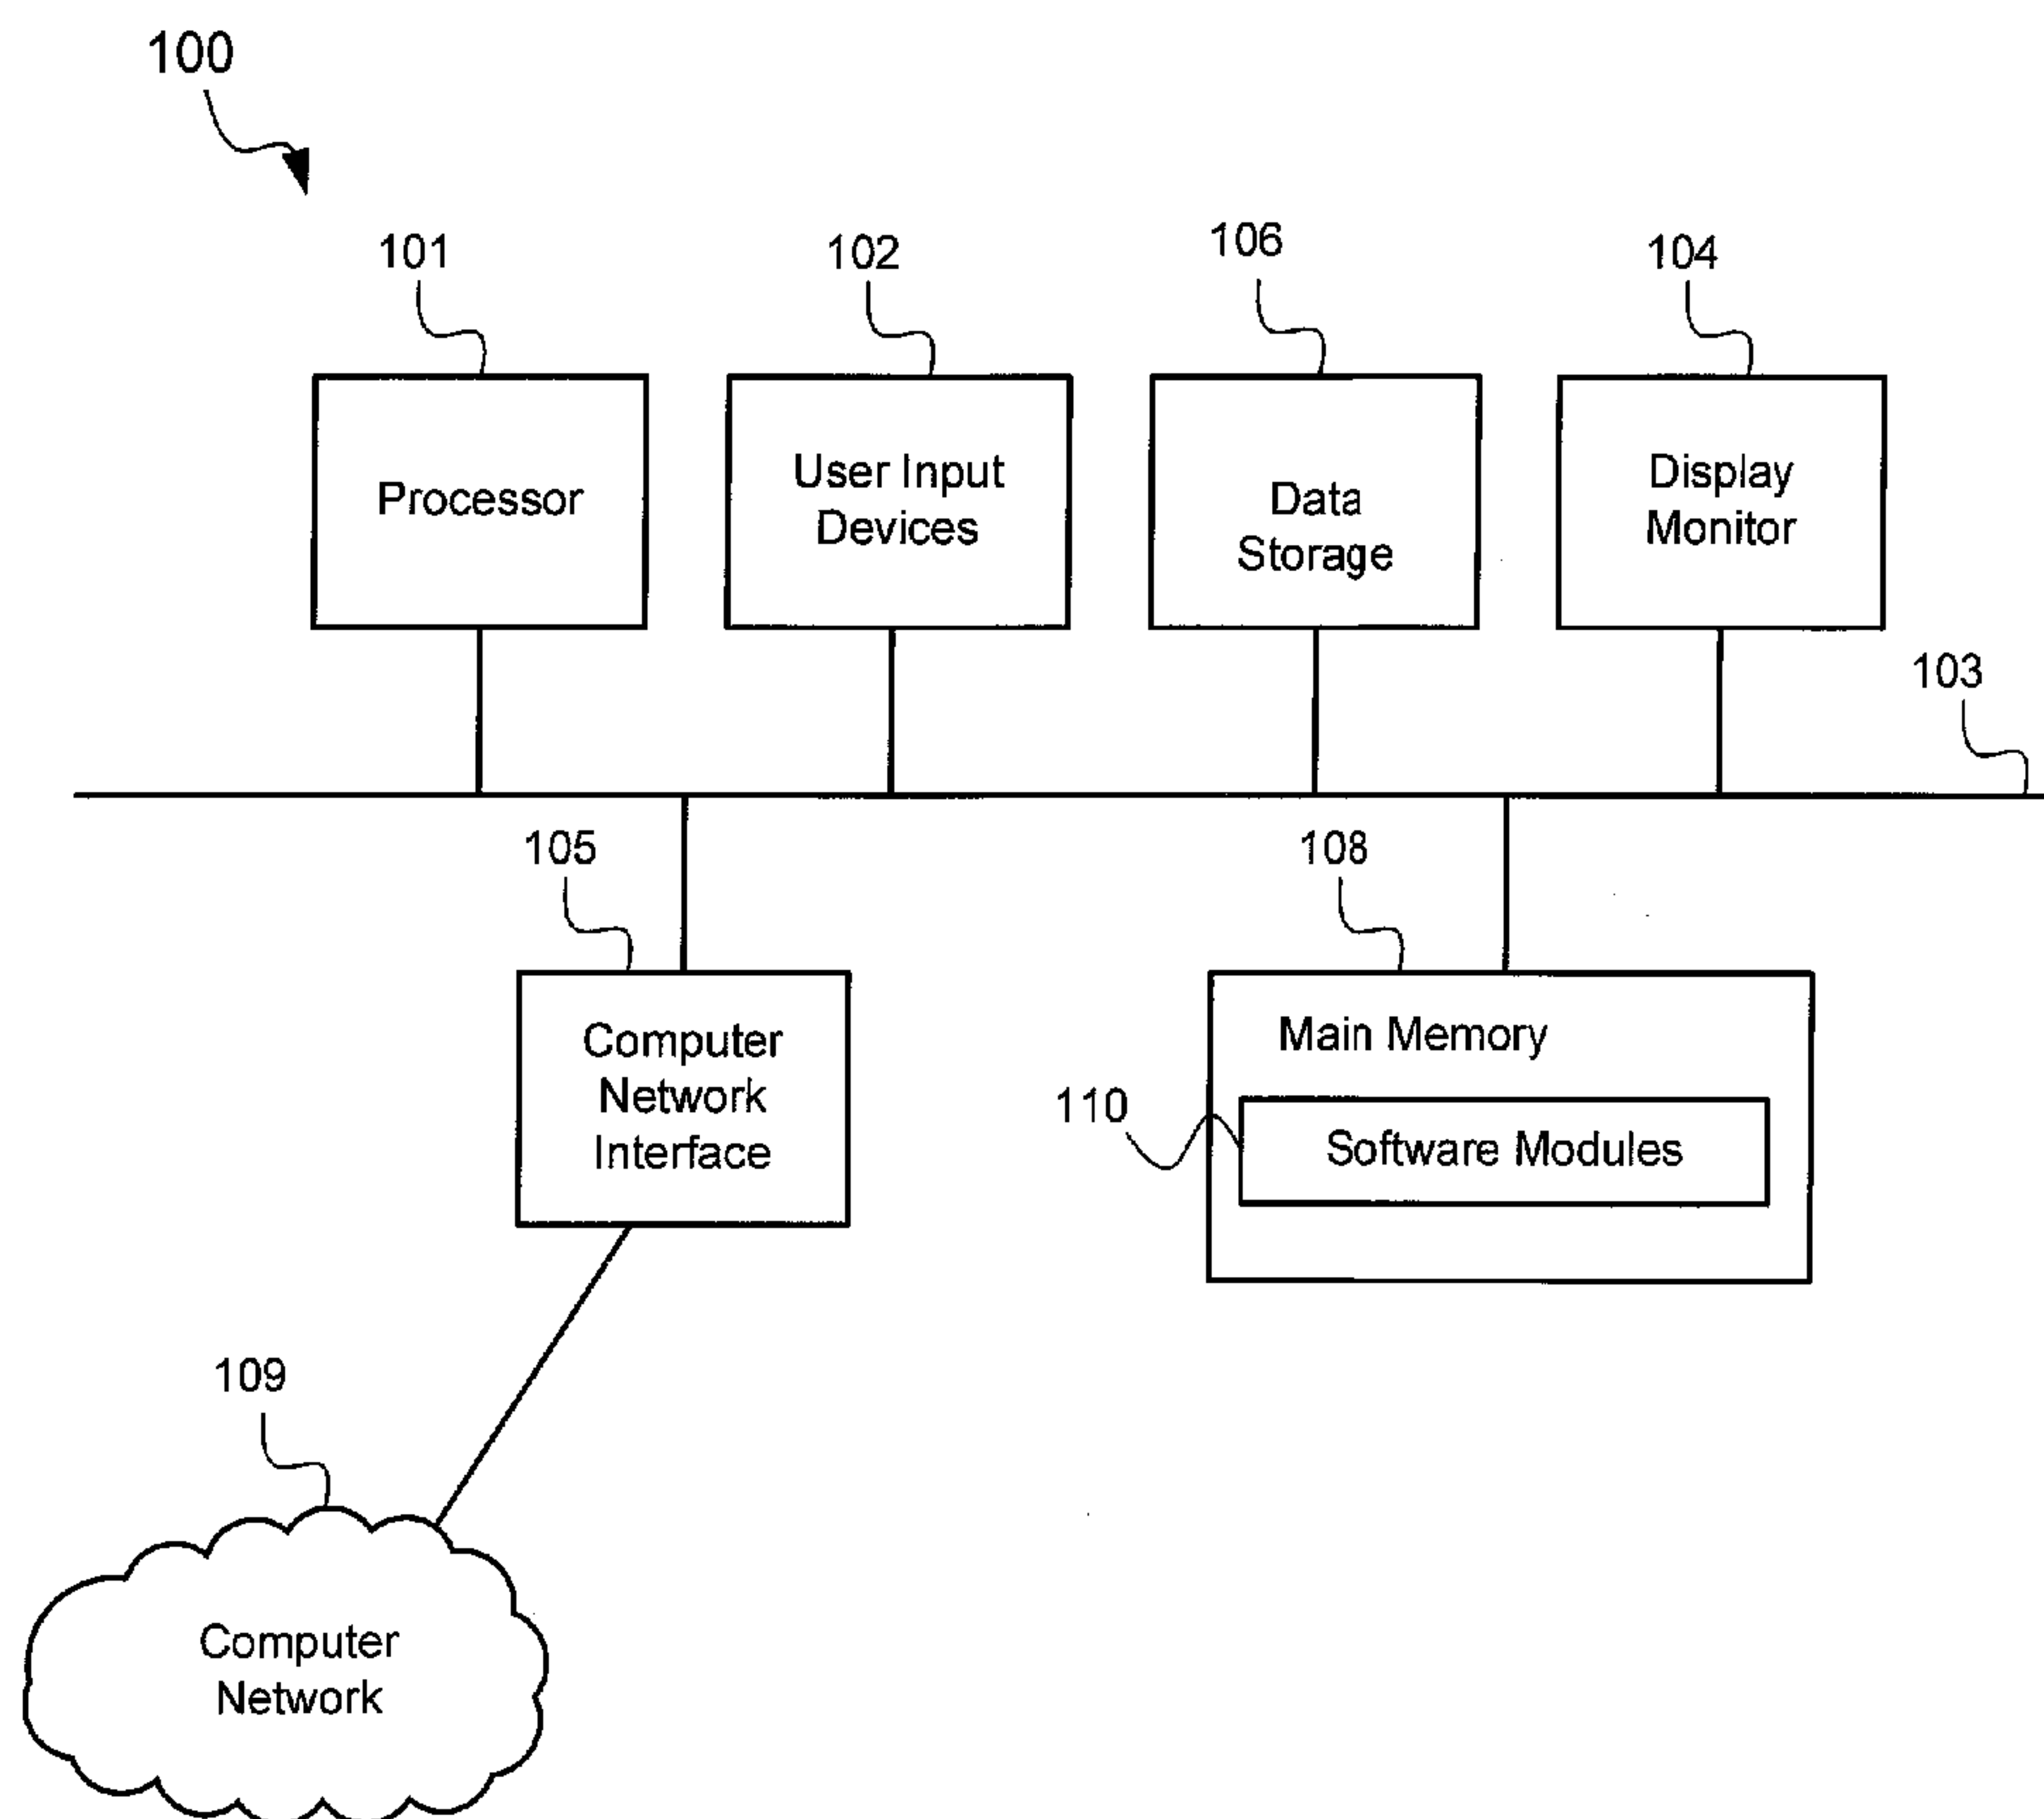 100
101
102
106
104
Processor
User Input
Devices
Data
Storage
Display
Monitor
103
105
108
Computer
Network
Interface
Main Memory
110
Software Modules
109
Computer
Network